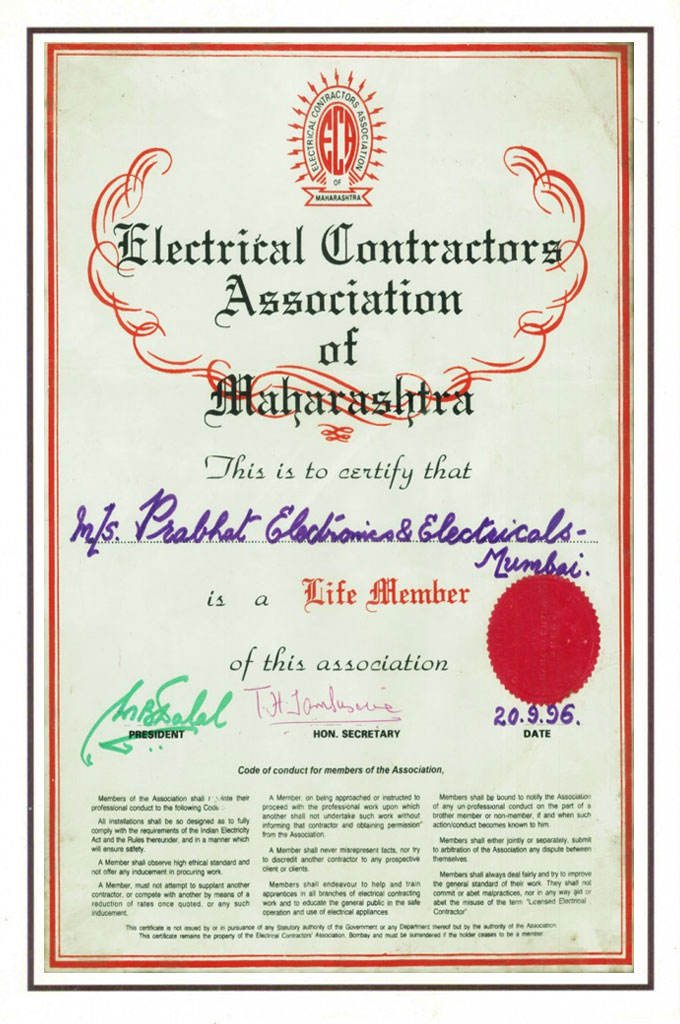 ELECTRICAL CONTRACTORS ASSOCIATION
ECA
OF
MAHARASHTRA
Electrical Contractors
Association
of
Maharashtra
This is to certify that
M/s. Prabhat Electronics & Electricals-
Mumbai.
is a Life Member
of this association
20.9.96.
PRESIDENT
HON. SECRETARY
DATE
Code of conduct for members of the Association,
Members of the Association shall their
professional conduct to the following Code
All installations shall be so designed as to fully
comply with the requirements of the Indian Electricity
Act and the Rules thereunder, and in a manner which
will ensure safety.
A Member shall observe high ethical standard and
not offer any inducement in procuring work.
A Member, must not attempt to supplant another
contractor, or compete with another by means of a
reduction of rates once quoted, or any such
inducement.
A Member, on being approached or instructed to
proceed with the professional work upon which
another shall not undertake such work without
informing that contractor and obtaining permission"
from the Association.
A Member shall never misrepresent facts, nor try
to discredit another contractor to any prospective
client or clients.
Members shall endeavour to help and train
apprentices in all branches of electrical contracting
work and to educate the general public in the safe
operation and use of electrical appliances.
Members shall be bound to notify the Association
of any un-professional conduct on the part of a
brother member or non-member, if and when such
action/conduct becomes known to him.
Members shall either jointly or separately, submit
to arbitration of the Association any dispute between
themselves.
Members shall always deal fairly and try to improve
the general standard of their work. They shall not
commit or abet malpractices, nor in any way gid or
abet the misuse of the term "Licensed Electrical
Contractor"
This certificate is not issued by or in pursuance of any Statutory authority of the Government or any Department thereof but by the authority of the Association
This certificate remains the property of the Electrical Contractors' Association, Bombay and must be surrendered if the holder ceases to be a member